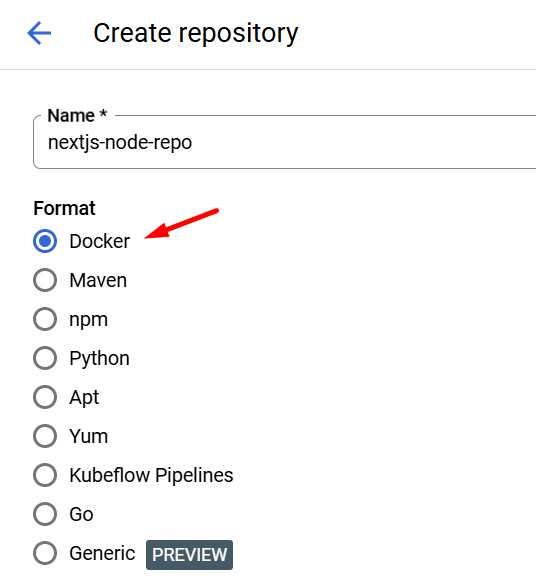 Create repository
Name *
nextjs-node-repo
Format
Docker
Maven
npm
Python
Apt
Yum
Kubeflow Pipelines
Go
Generic PREVIEW